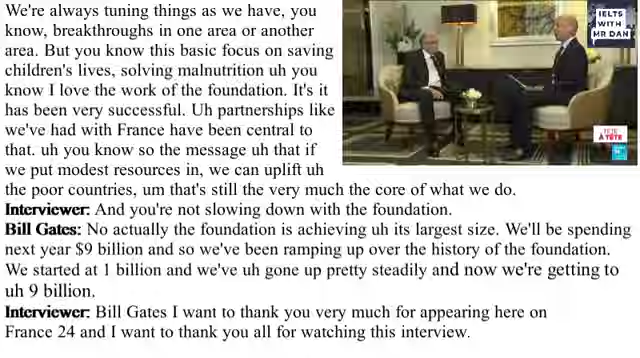 We're always tuning things as we have, you
know, breakthroughs in one area or another
area. But you know this basic focus on saving
children's lives, solving malnutrition uh you
know I love the work of the foundation. It's it
has been very successful. Uh partnerships like
we've had with France have been central to
that. uh you know so the message uh that if
we put modest resources in, we can uplift uh
the poor countries, um that's still the very much the core of what we do.
Interviewer: And you're not slowing down with the foundation.
Bill Gates: No actually the foundation is achieving uh its largest size. We'll be spending
next year $9 billion and so we've been ramping up over the history of the foundation.
We started at 1 billion and we've uh gone up pretty steadily and now we're getting to
uh 9 billion.
Interviewer: Bill Gates I want to thank you very much for appearing here on
France 24 and I want to thank you all for watching this interview.
IELTS
WITH
MR DAN
TÊTE
À TÊTE